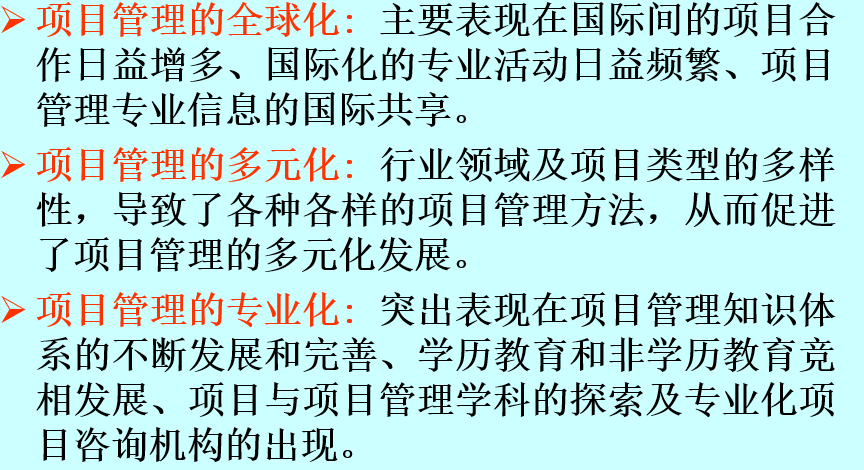 项目管理的全球化：主要表现在国际间的项目合
作日益增多、国际化的专业活动日益频繁、项目
管理专业信息的国际共享。
项目管理的多元化：行业领域及项目类型的多样
性，导致了各种各样的项目管理方法，从而促进
了项目管理的多元化发展。
项目管理的专业化：突出表现在项目管理知识体
系的不断发展和完善、学历教育和非学历教育竞
相发展、项目与项目管理学科的探索及专业化项
目咨询机构的出现。